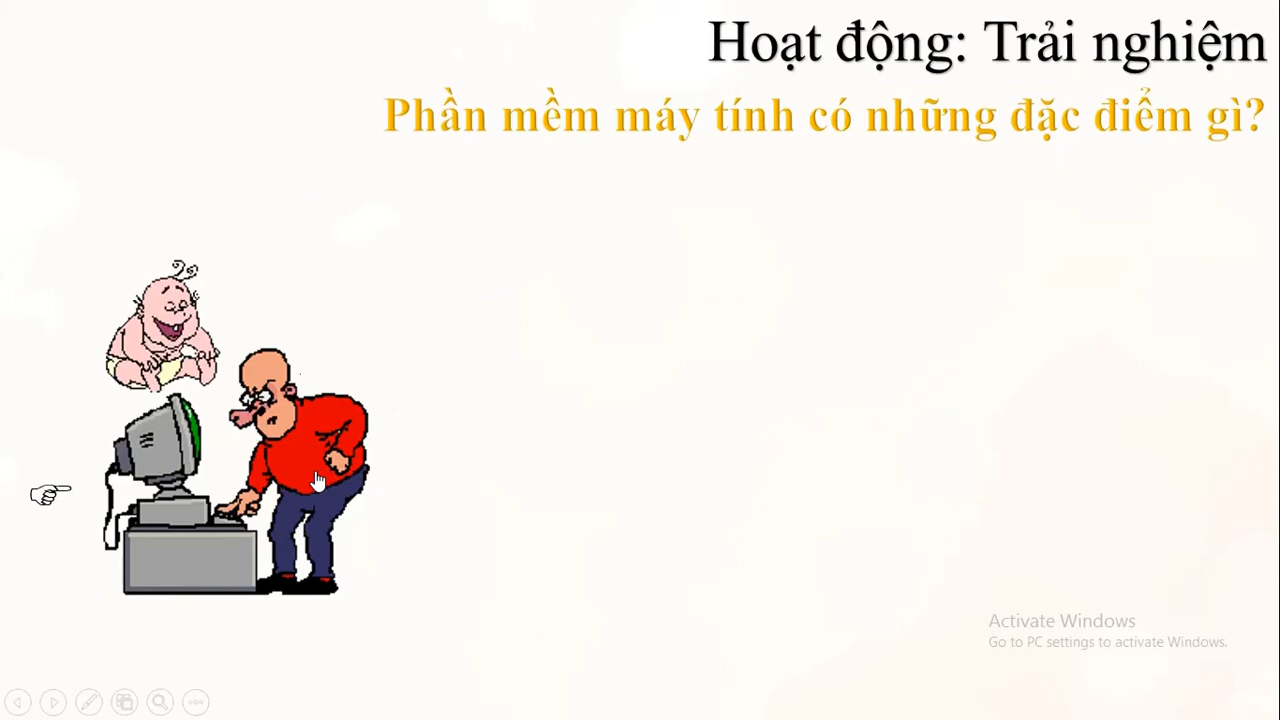 Hoạt động: Trải nghiệm
Phần mềm máy tính có những đặc điểm gì?
Activate Windows
Go to PC settings to activate Windows.